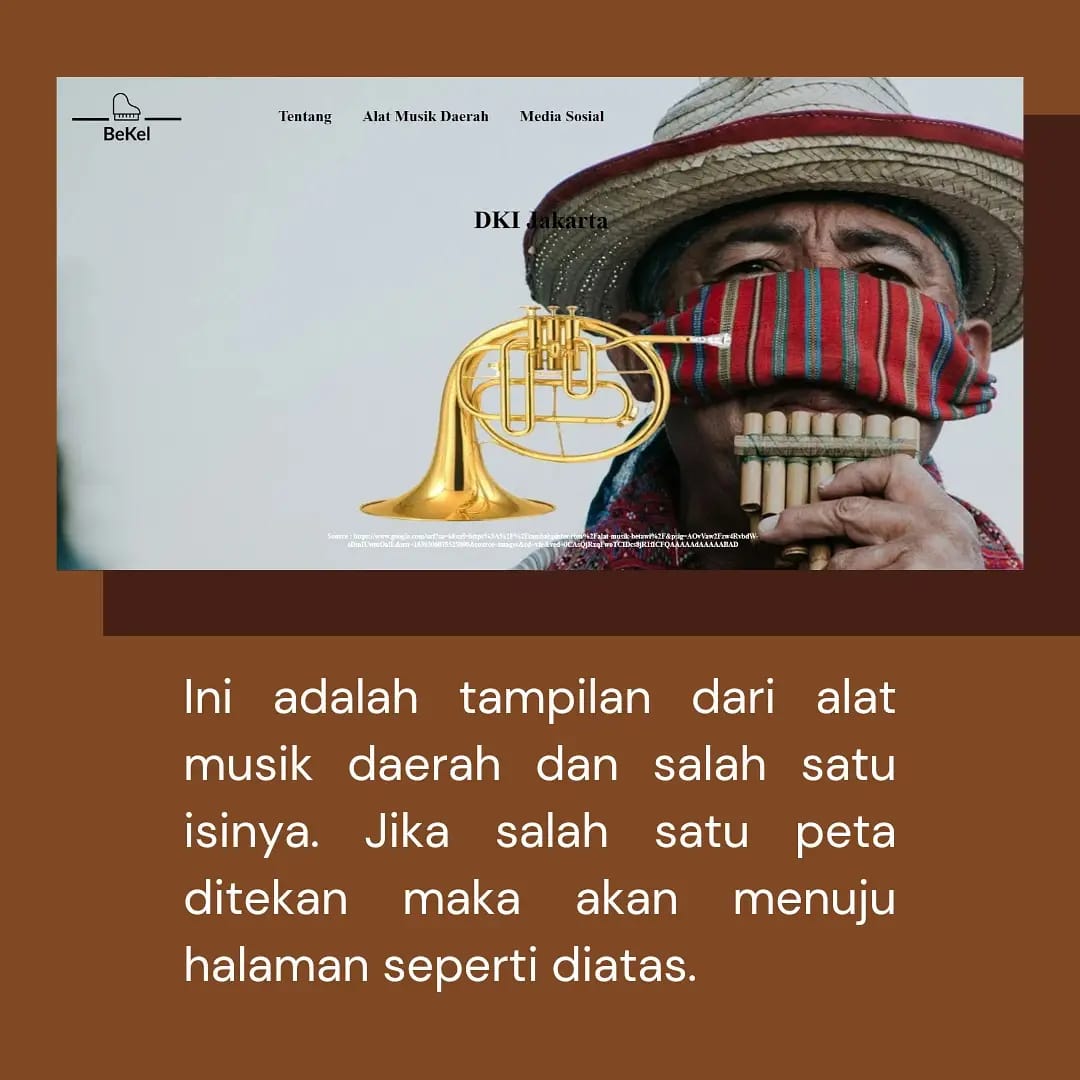 BeKel
Tentang
Alat Musik Daerah
Media Sosial
DKI Jakarta
Source :
Ini adalah tampilan dari alat
musik daerah dan salah satu
isinya. Jika salah satu peta
ditekan maka akan menuju
halaman seperti diatas.